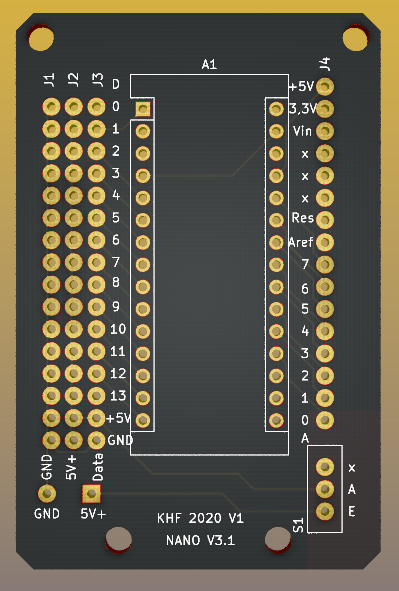 J1 J2 J3 D A1 J4
+5V
0 3,3V
1 Vin
2 x
3 x
4 x
5 Res
6 Aref
7 7
8 6
9 5
10 4
11 3
12 2
13 1
+5V 0
GND A
GND 5V+ Data x
A
GND 5V+ S1 E
KHF 2020 V1
NANO V3.1